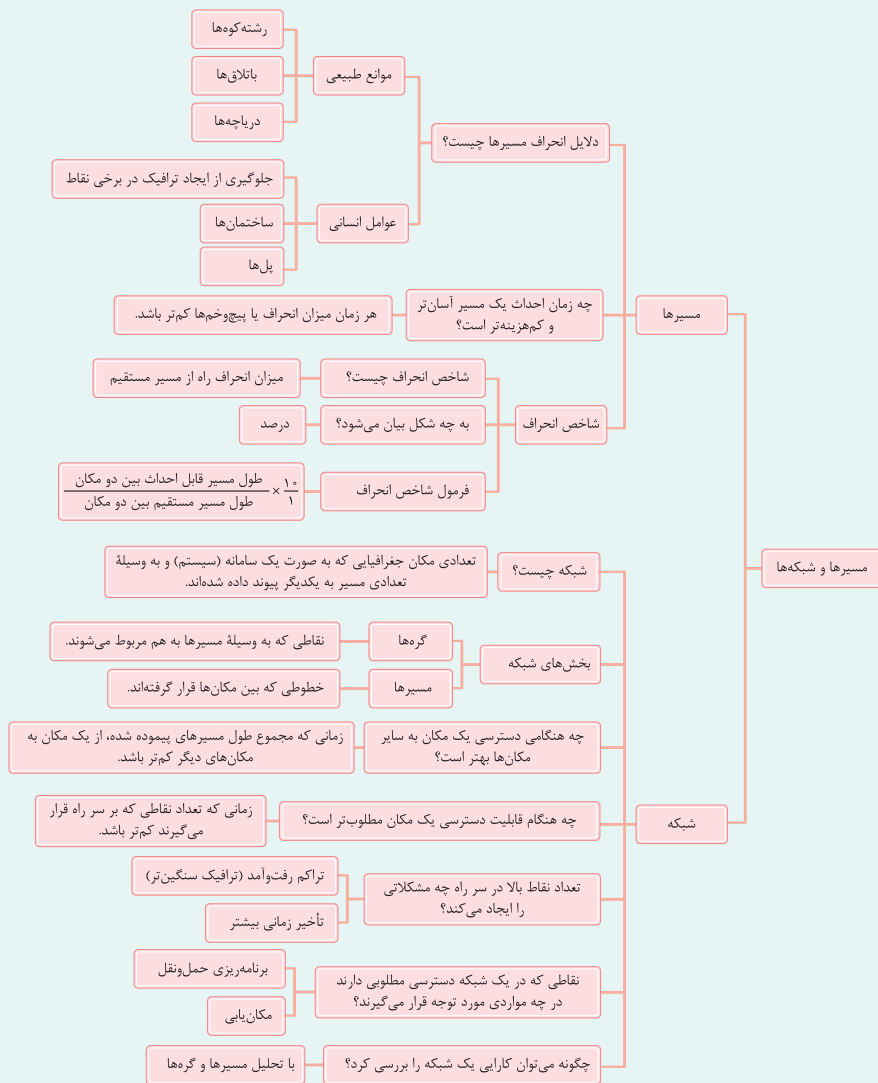 مسیرها و شبکه‌ها
مسیرها
دلایل انحراف مسیرها چیست؟
موانع طبیعی
رشته‌کوه‌ها
باتلاق‌ها
دریاچه‌ها
عوامل انسانی
جلوگیری از ایجاد ترافیک در برخی نقاط
ساختمان‌ها
پل‌ها
چه زمان احداث یک مسیر آسان‌تر
و کم‌هزینه‌تر است؟
هر زمان میزان انحراف یا پیچ‌وخم‌ها کم‌تر باشد.
شاخص انحراف
شاخص انحراف چیست؟
میزان انحراف راه از مسیر مستقیم
به چه شکل بیان می‌شود؟
درصد
فرمول شاخص انحراف
طول مسیر قابل احداث بین دو مکان
طول مسیر مستقیم بین دو مکان
× ۱۰/۱
شبکه
شبکه چیست؟
تعدادی مکان جغرافیایی که به صورت یک سامانه (سیستم) و به وسیلهٔ
تعدادی مسیر به یکدیگر پیوند داده شده‌اند.
بخش‌های شبکه
گره‌ها
نقاطی که به وسیلهٔ مسیرها به هم مربوط می‌شوند.
مسیرها
خطوطی که بین مکان‌ها قرار گرفته‌اند.
چه هنگامی دسترسی یک مکان به سایر
مکان‌ها بهتر است؟
زمانی که مجموع طول مسیرهای پیموده شده، از یک مکان به
مکان‌های دیگر کم‌تر باشد.
چه هنگام قابلیت دسترسی یک مکان مطلوب‌تر است؟
زمانی که تعداد نقاطی که بر سر راه قرار
می‌گیرند کم‌تر باشد.
تعداد نقاط بالا در سر راه چه مشکلاتی
را ایجاد می‌کند؟
تراکم رفت‌وآمد (ترافیک سنگین‌تر)
تأخیر زمانی بیشتر
نقاطی که در یک شبکه دسترسی مطلوبی دارند
در چه مواردی مورد توجه قرار می‌گیرند؟
برنامه‌ریزی حمل‌ونقل
مکان‌یابی
چگونه می‌توان کارایی یک شبکه را بررسی کرد؟
با تحلیل مسیرها و گره‌ها